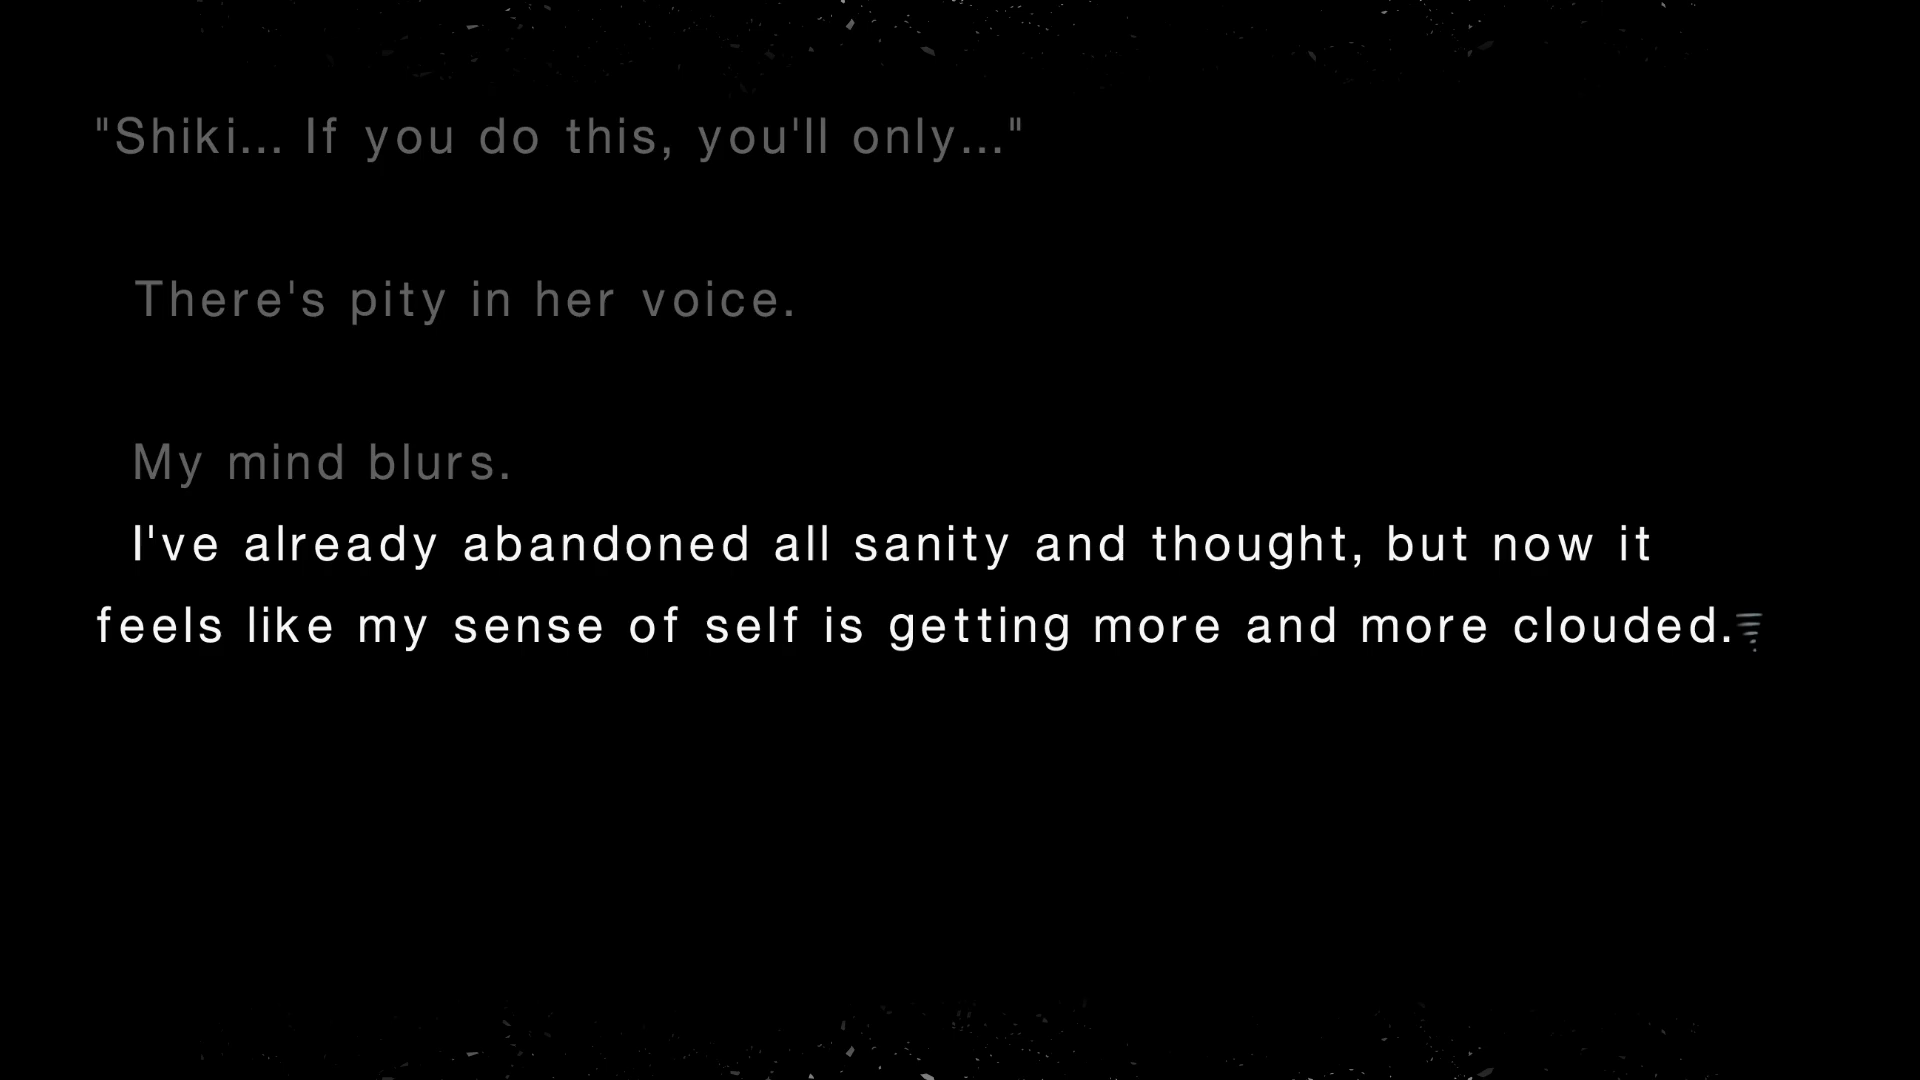 "Shiki... If you do this, you'll only..."
There's pity in her voice.
My mind blurs.
I've already abandoned all sanity and thought, but now it
feels like my sense of self is getting more and more clouded.